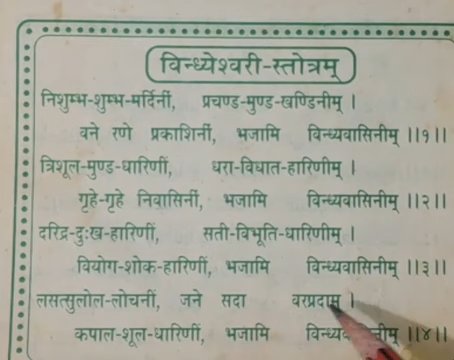 विन्ध्येश्वरी-स्तोत्रम्
निशुम्भ-शुम्भ-मर्दिनीं, प्रचण्ड-मुण्ड-खण्डिनीम् ।
वने रणे प्रकाशिनीं, भजामि विन्ध्यवासिनीम् ।।१।।
त्रिशूल-मुण्ड-धारिणीं, धरा-विघात-हारिणीम् ।
गृहे-गृहे निवासिनीं, भजामि विन्ध्यवासिनीम् ।।२।।
दरिद्र-दुःख-हारिणीं, सती-विभूति-धारिणीम् ।
वियोग-शोक-हारिणीं, भजामि विन्ध्यवासिनीम् ।।३।।
लसत्सुलोल-लोचनीं, जने सदा वरप्रदाम् ।
कपाल-शूल-धारिणीं, भजामि ।।४।।